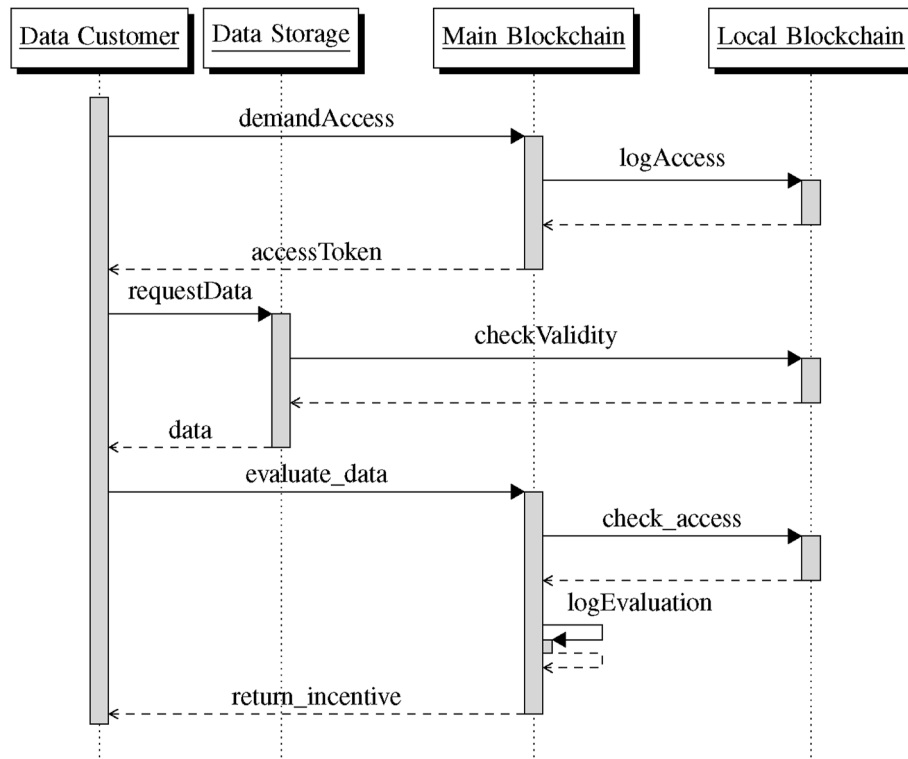 Data Customer
Data Storage
Main Blockchain
Local Blockchain
demandAccess
logAccess
accessToken
requestData
checkValidity
data
evaluate_data
check_access
logEvaluation
return_incentive